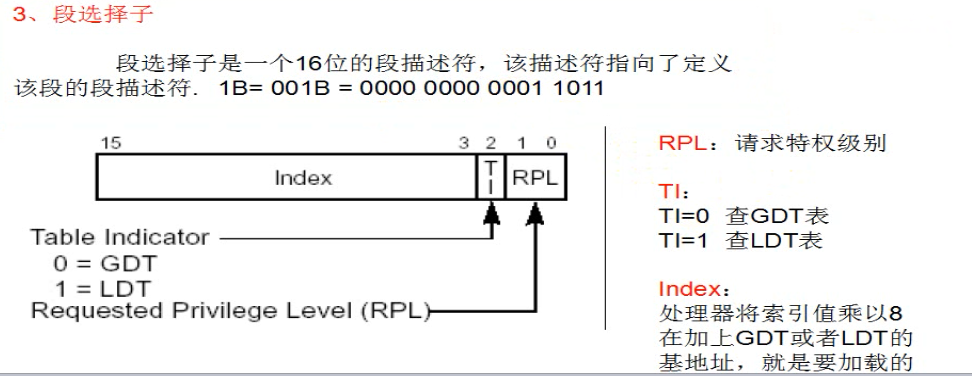 3、段选择子
段选择子是一个16位的段描述符，该描述符指向了定义
该段的段描述符. 1B= 001B = 0000 0000 0001 1011
15 3 2 1 0
Index TI RPL
Table Indicator
0 = GDT
1 = LDT
Requested Privilege Level (RPL)
RPL：请求特权级别
TI：
TI=0 查GDT表
TI=1 查LDT表
Index：
处理器将索引值乘以8
在加上GDT或者LDT的
基地址，就是要加载的